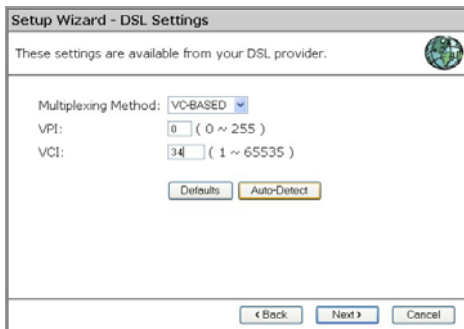 Setup Wizard - DSL Settings
These settings are available from your DSL provider.
Multiplexing Method: VC-BASED
VPI: 0 ( 0 ~ 255 )
VCI: 34 ( 1 ~ 65535 )
Defaults Auto-Detect
< Back Next > Cancel